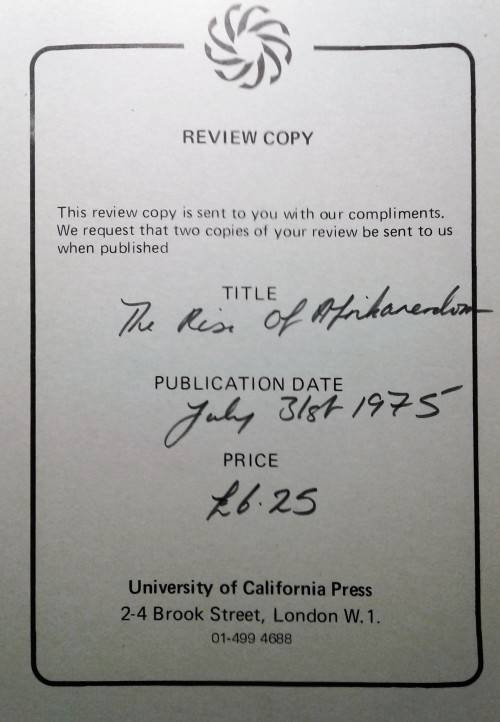 REVIEW COPY
This review copy is sent to you with our compliments.
We request that two copies of your review be sent to us
when published
TITLE
The Rise Of Afrikanerdom
PUBLICATION DATE
July 31st 1975
PRICE
£6.25
University of California Press
2-4 Brook Street, London W.1.
01-499 4688